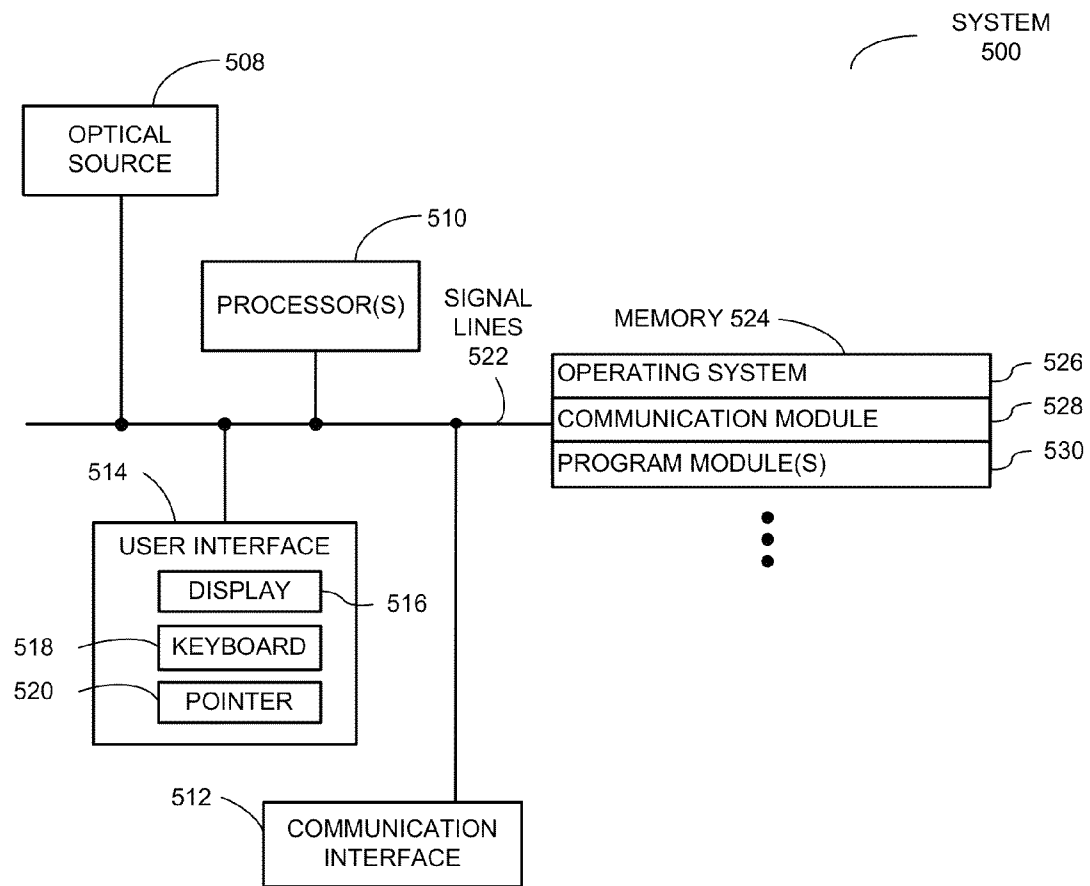 SYSTEM
500
508
OPTICAL
SOURCE
510
PROCESSOR(S)
SIGNAL
LINES
522
MEMORY 524
OPERATING SYSTEM
526
COMMUNICATION MODULE
528
PROGRAM MODULE(S)
530
514
USER INTERFACE
DISPLAY
516
518
KEYBOARD
520
POINTER
512
COMMUNICATION
INTERFACE